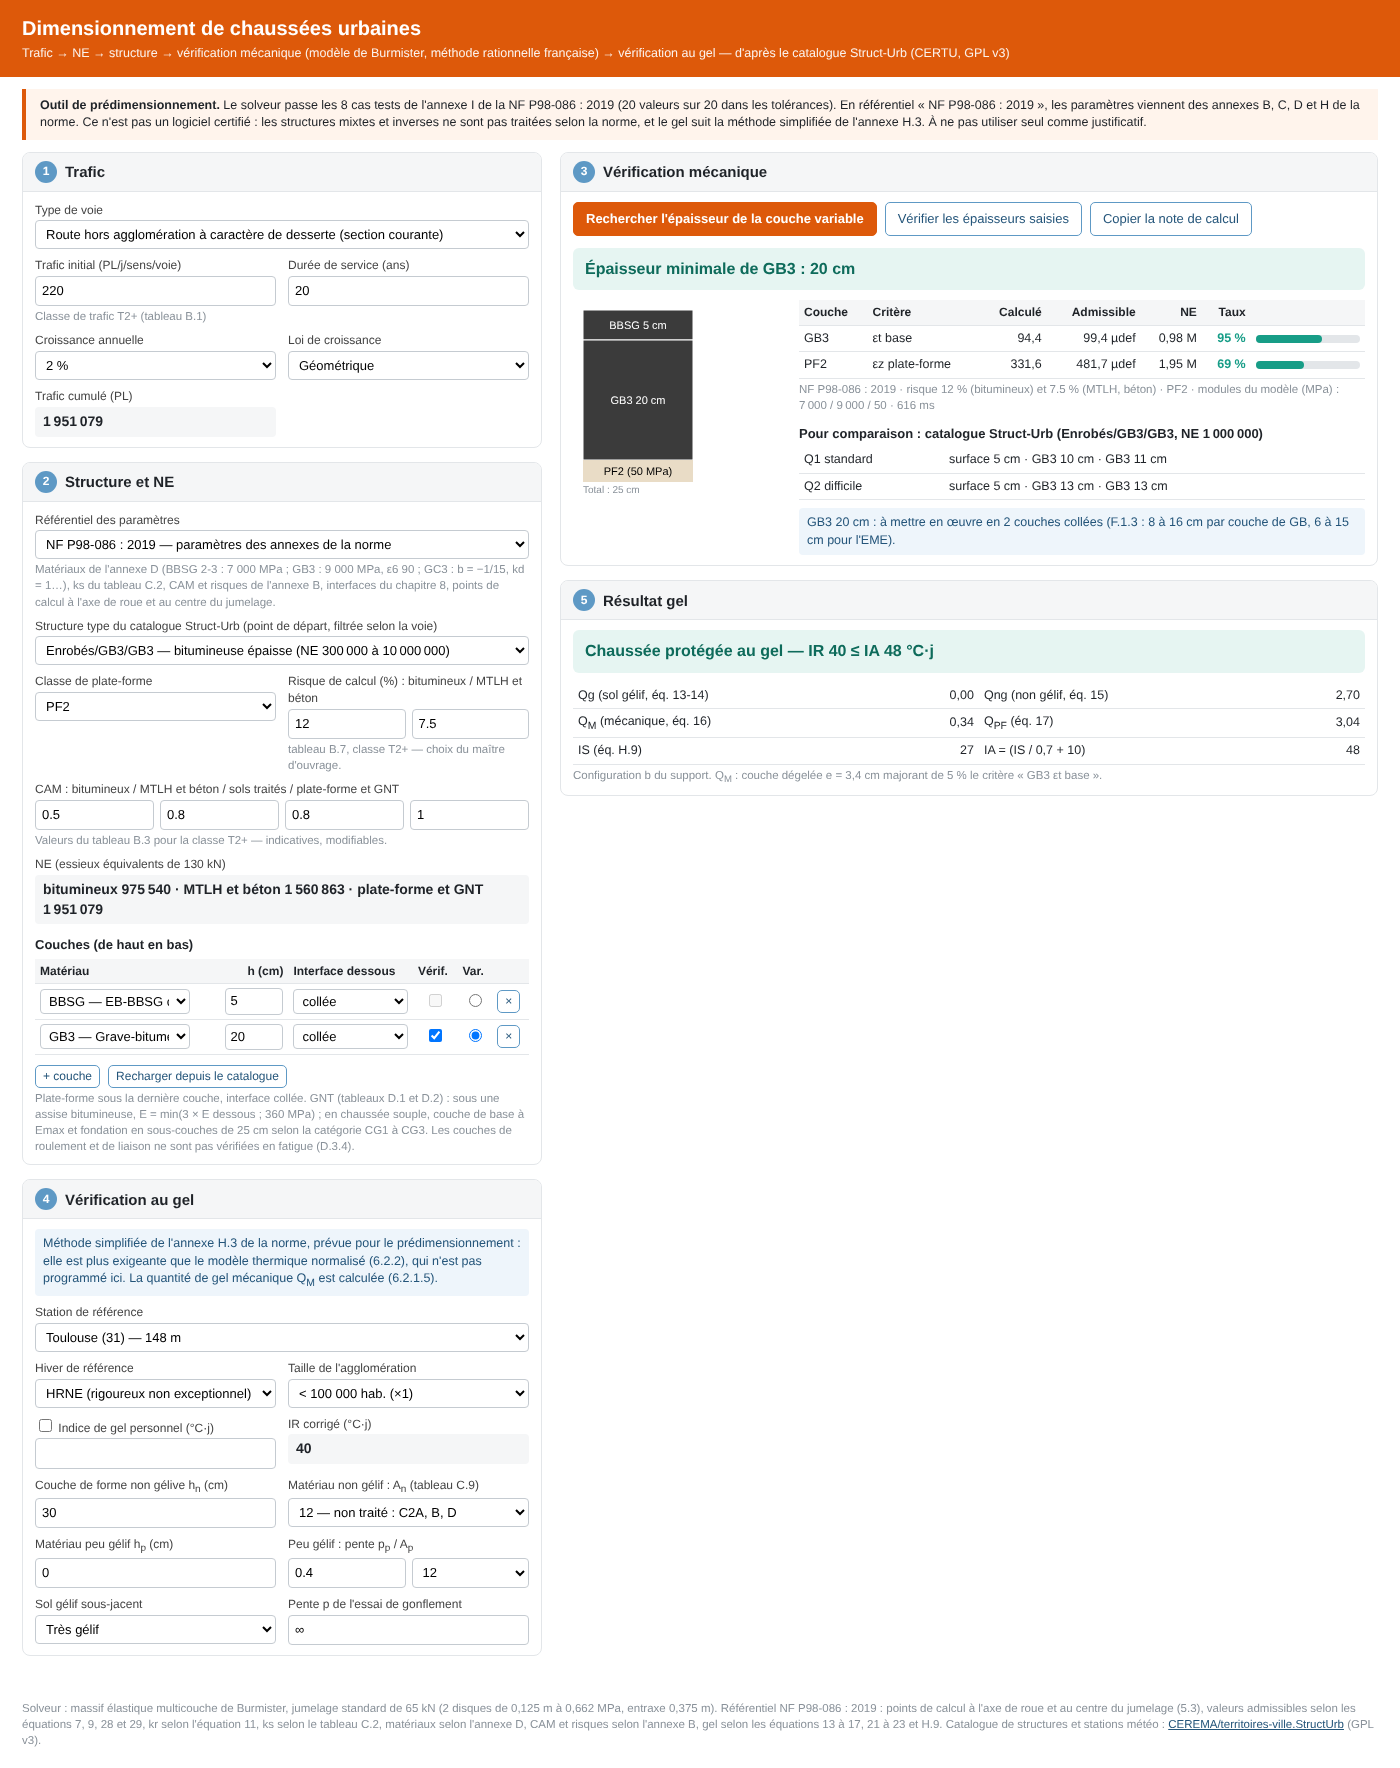 Dimensionnement de chaussées urbaines
Trafic → NE → structure → vérification mécanique (modèle de Burmister, méthode rationnelle française) → vérification au gel — d'après le catalogue Struct-Urb (CERTU, GPL v3)
Outil de prédimensionnement. Le solveur passe les 8 cas tests de l'annexe I de la NF P98-086 : 2019 (20 valeurs sur 20 dans les tolérances). En référentiel « NF P98-086 : 2019 », les paramètres viennent des annexes B, C, D et H de la
norme. Ce n'est pas un logiciel certifié : les structures mixtes et inverses ne sont pas traitées selon la norme, et le gel suit la méthode simplifiée de l'annexe H.3. À ne pas utiliser seul comme justificatif.
1 Trafic
Type de voie
Route hors agglomération à caractère de desserte (section courante)
Trafic initial (PL/j/sens/voie) Durée de service (ans)
220 20
Classe de trafic T2+ (tableau B.1)
Croissance annuelle Loi de croissance
2 % Géométrique
Trafic cumulé (PL)
1 951 079
2 Structure et NE
Référentiel des paramètres
NF P98-086 : 2019 — paramètres des annexes de la norme
Matériaux de l'annexe D (BBSG 2-3 : 7 000 MPa ; GB3 : 9 000 MPa, ε6 90 ; GC3 : b = −1/15, kd
= 1…), ks du tableau C.2, CAM et risques de l'annexe B, interfaces du chapitre 8, points de
calcul à l'axe de roue et au centre du jumelage.
Structure type du catalogue Struct-Urb (point de départ, filtrée selon la voie)
Enrobés/GB3/GB3 — bitumineuse épaisse (NE 300 000 à 10 000 000)
Classe de plate-forme Risque de calcul (%) : bitumineux / MTLH et
béton
PF2 12 7.5
tableau B.7, classe T2+ — choix du maître
d'ouvrage.
CAM : bitumineux / MTLH et béton / sols traités / plate-forme et GNT
0.5 0.8 0.8 1
Valeurs du tableau B.3 pour la classe T2+ — indicatives, modifiables.
NE (essieux équivalents de 130 kN)
bitumineux 975 540 · MTLH et béton 1 560 863 · plate-forme et GNT
1 951 079
Couches (de haut en bas)
Matériau h (cm) Interface dessous Vérif. Var.
BBSG — EB-BBSG c 5 collée ×
GB3 — Grave-bitume 20 collée ×
+ couche Recharger depuis le catalogue
Plate-forme sous la dernière couche, interface collée. GNT (tableaux D.1 et D.2) : sous une
assise bitumineuse, E = min(3 × E dessous ; 360 MPa) ; en chaussée souple, couche de base à
Emax et fondation en sous-couches de 25 cm selon la catégorie CG1 à CG3. Les couches de
roulement et de liaison ne sont pas vérifiées en fatigue (D.3.4).
4 Vérification au gel
Méthode simplifiée de l'annexe H.3 de la norme, prévue pour le prédimensionnement :
elle est plus exigeante que le modèle thermique normalisé (6.2.2), qui n'est pas
programmé ici. La quantité de gel mécanique QM est calculée (6.2.1.5).
Station de référence
Toulouse (31) — 148 m
Hiver de référence Taille de l'agglomération
HRNE (rigoureux non exceptionnel) < 100 000 hab. (×1)
Indice de gel personnel (°C·j) IR corrigé (°C·j)
40
Couche de forme non gélive hn (cm) Matériau non gélif : An (tableau C.9)
30 12 — non traité : C2A, B, D
Matériau peu gélif hp (cm) Peu gélif : pente pp / Ap
0 0.4 12
Sol gélif sous-jacent Pente p de l'essai de gonflement
Très gélif ∞
3 Vérification mécanique
Rechercher l'épaisseur de la couche variable Vérifier les épaisseurs saisies Copier la note de calcul
Épaisseur minimale de GB3 : 20 cm
BBSG 5 cm
GB3 20 cm
PF2 (50 MPa)
Total : 25 cm
Couche Critère Calculé Admissible NE Taux
GB3 εt base 94,4 99,4 µdef 0,98 M 95 %
PF2 εz plate-forme 331,6 481,7 µdef 1,95 M 69 %
NF P98-086 : 2019 · risque 12 % (bitumineux) et 7.5 % (MTLH, béton) · PF2 · modules du modèle (MPa) :
7 000 / 9 000 / 50 · 616 ms
Pour comparaison : catalogue Struct-Urb (Enrobés/GB3/GB3, NE 1 000 000)
Q1 standard surface 5 cm · GB3 10 cm · GB3 11 cm
Q2 difficile surface 5 cm · GB3 13 cm · GB3 13 cm
GB3 20 cm : à mettre en œuvre en 2 couches collées (F.1.3 : 8 à 16 cm par couche de GB, 6 à 15
cm pour l'EME).
5 Résultat gel
Chaussée protégée au gel — IR 40 ≤ IA 48 °C·j
Qg (sol gélif, éq. 13-14) 0,00 Qng (non gélif, éq. 15) 2,70
QM (mécanique, éq. 16) 0,34 QPF (éq. 17) 3,04
IS (éq. H.9) 27 IA = (IS / 0,7 + 10) 48
Configuration b du support. QM : couche dégelée e = 3,4 cm majorant de 5 % le critère « GB3 εt base ».
Solveur : massif élastique multicouche de Burmister, jumelage standard de 65 kN (2 disques de 0,125 m à 0,662 MPa, entraxe 0,375 m). Référentiel NF P98-086 : 2019 : points de calcul à l'axe de roue et au centre du jumelage (5.3), valeurs admissibles selon les
équations 7, 9, 28 et 29, kr selon l'équation 11, ks selon le tableau C.2, matériaux selon l'annexe D, CAM et risques selon l'annexe B, gel selon les équations 13 à 17, 21 à 23 et H.9. Catalogue de structures et stations météo : CEREMA/territoires-ville.StructUrb (GPL
v3).